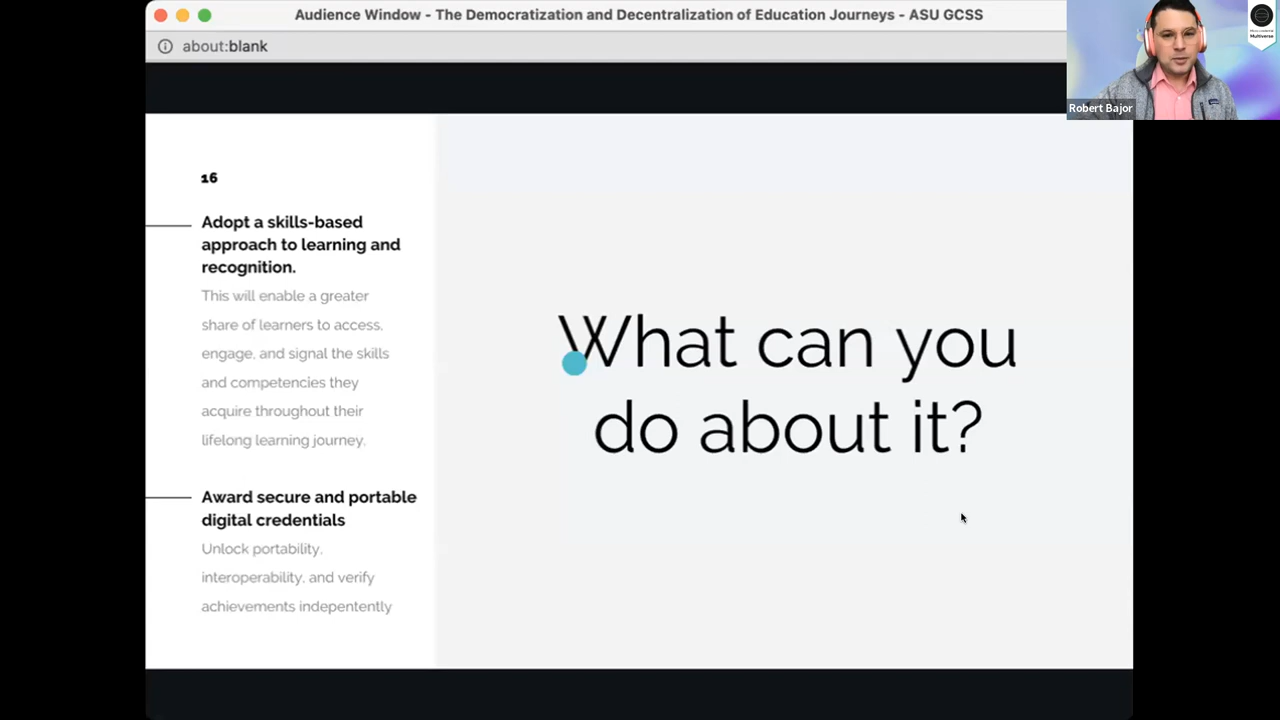 Audience Window - The Democratization and Decentralization of Education Journeys - ASU GCSS
about:blank
Robert Bajor
Multiverse
16
Adopt a skills-based
approach to learning and
recognition.
This will enable a greater
share of learners to access,
engage, and signal the skills
and competencies they
acquire throughout their
lifelong learning journey.
Award secure and portable
digital credentials
Unlock portability,
interoperability, and verify
achievements indepentently
What can you
do about it?